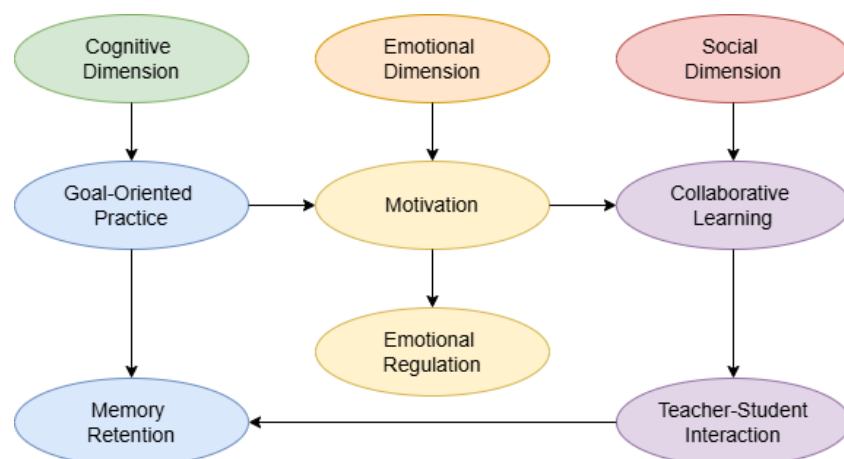 Cognitive
Dimension
Emotional
Dimension
Social
Dimension
Goal-Oriented
Practice
Motivation
Collaborative
Learning
Emotional
Regulation
Memory
Retention
Teacher-Student
Interaction